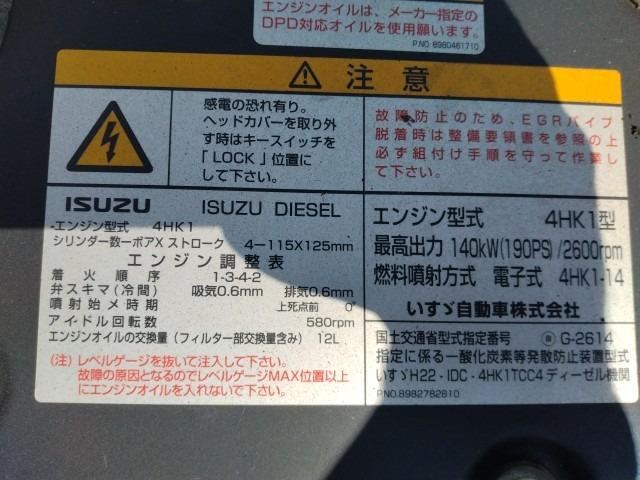 エンジンオイルは、メーカー指定の
DPD対応オイルを使用願います。
P.NO. 8980461710
注意
感電の恐れ有り。
ヘッドカバーを取り外
す時はキースイッチを
「LOCK」位置に
して下さい。
故障防止のため、EGRパイプ
脱着時は整備要領書を参照の上
必ず組付け手順を守って作業し
て下さい。
ISUZU ISUZU DIESEL
エンジン型式 4HK1
シリンダー数ーボアX ストローク 4ー115X125mm
エンジン調整表
着火順序 1-3-4-2
弁スキマ(冷間) 吸気0.6mm 排気0.6mm
噴射始メ時期 上死点前 0°
アイドル回転数 580rpm
エンジンオイルの交換量(フィルター部交換量含み) 12L
(注) レベルゲージを抜いて注入して下さい。
故障の原因となるのでレベルゲージMAX位置以上
にエンジンオイルを入れないで下さい。
エンジン型式 4HK1型
最高出力 140kW(190PS)/2600rpm
燃料噴射方式 電子式 4HK1-14
いすゞ自動車株式会社
国土交通省型式指定番号 G-2614
指定に係る一酸化炭素等発散防止装置型式
いすゞH22-IDC-4HK1TCC4ディーゼル機関
P.NO.8982782810